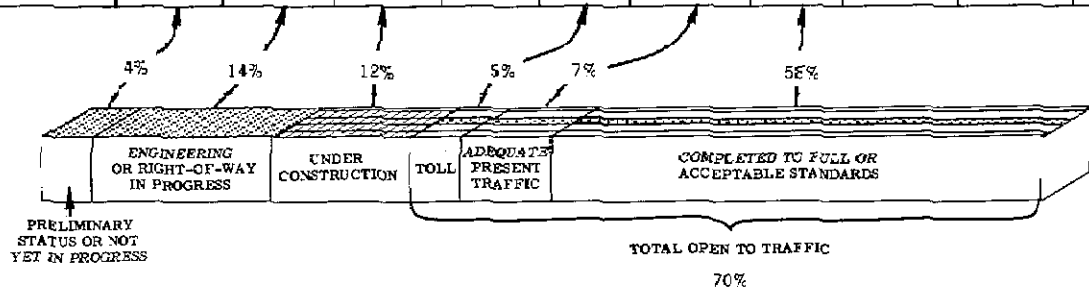 4% 14% 12% 5% 7% 58%
ENGINEERING
OR RIGHT-OF-WAY
IN PROGRESS
UNDER
CONSTRUCTION
TOLL
ADEQUATE
PRESENT
TRAFFIC
COMPLETED TO FULL OR
ACCEPTABLE STANDARDS
PRELIMINARY
STATUS OR NOT
YET IN PROGRESS
TOTAL OPEN TO TRAFFIC
70%